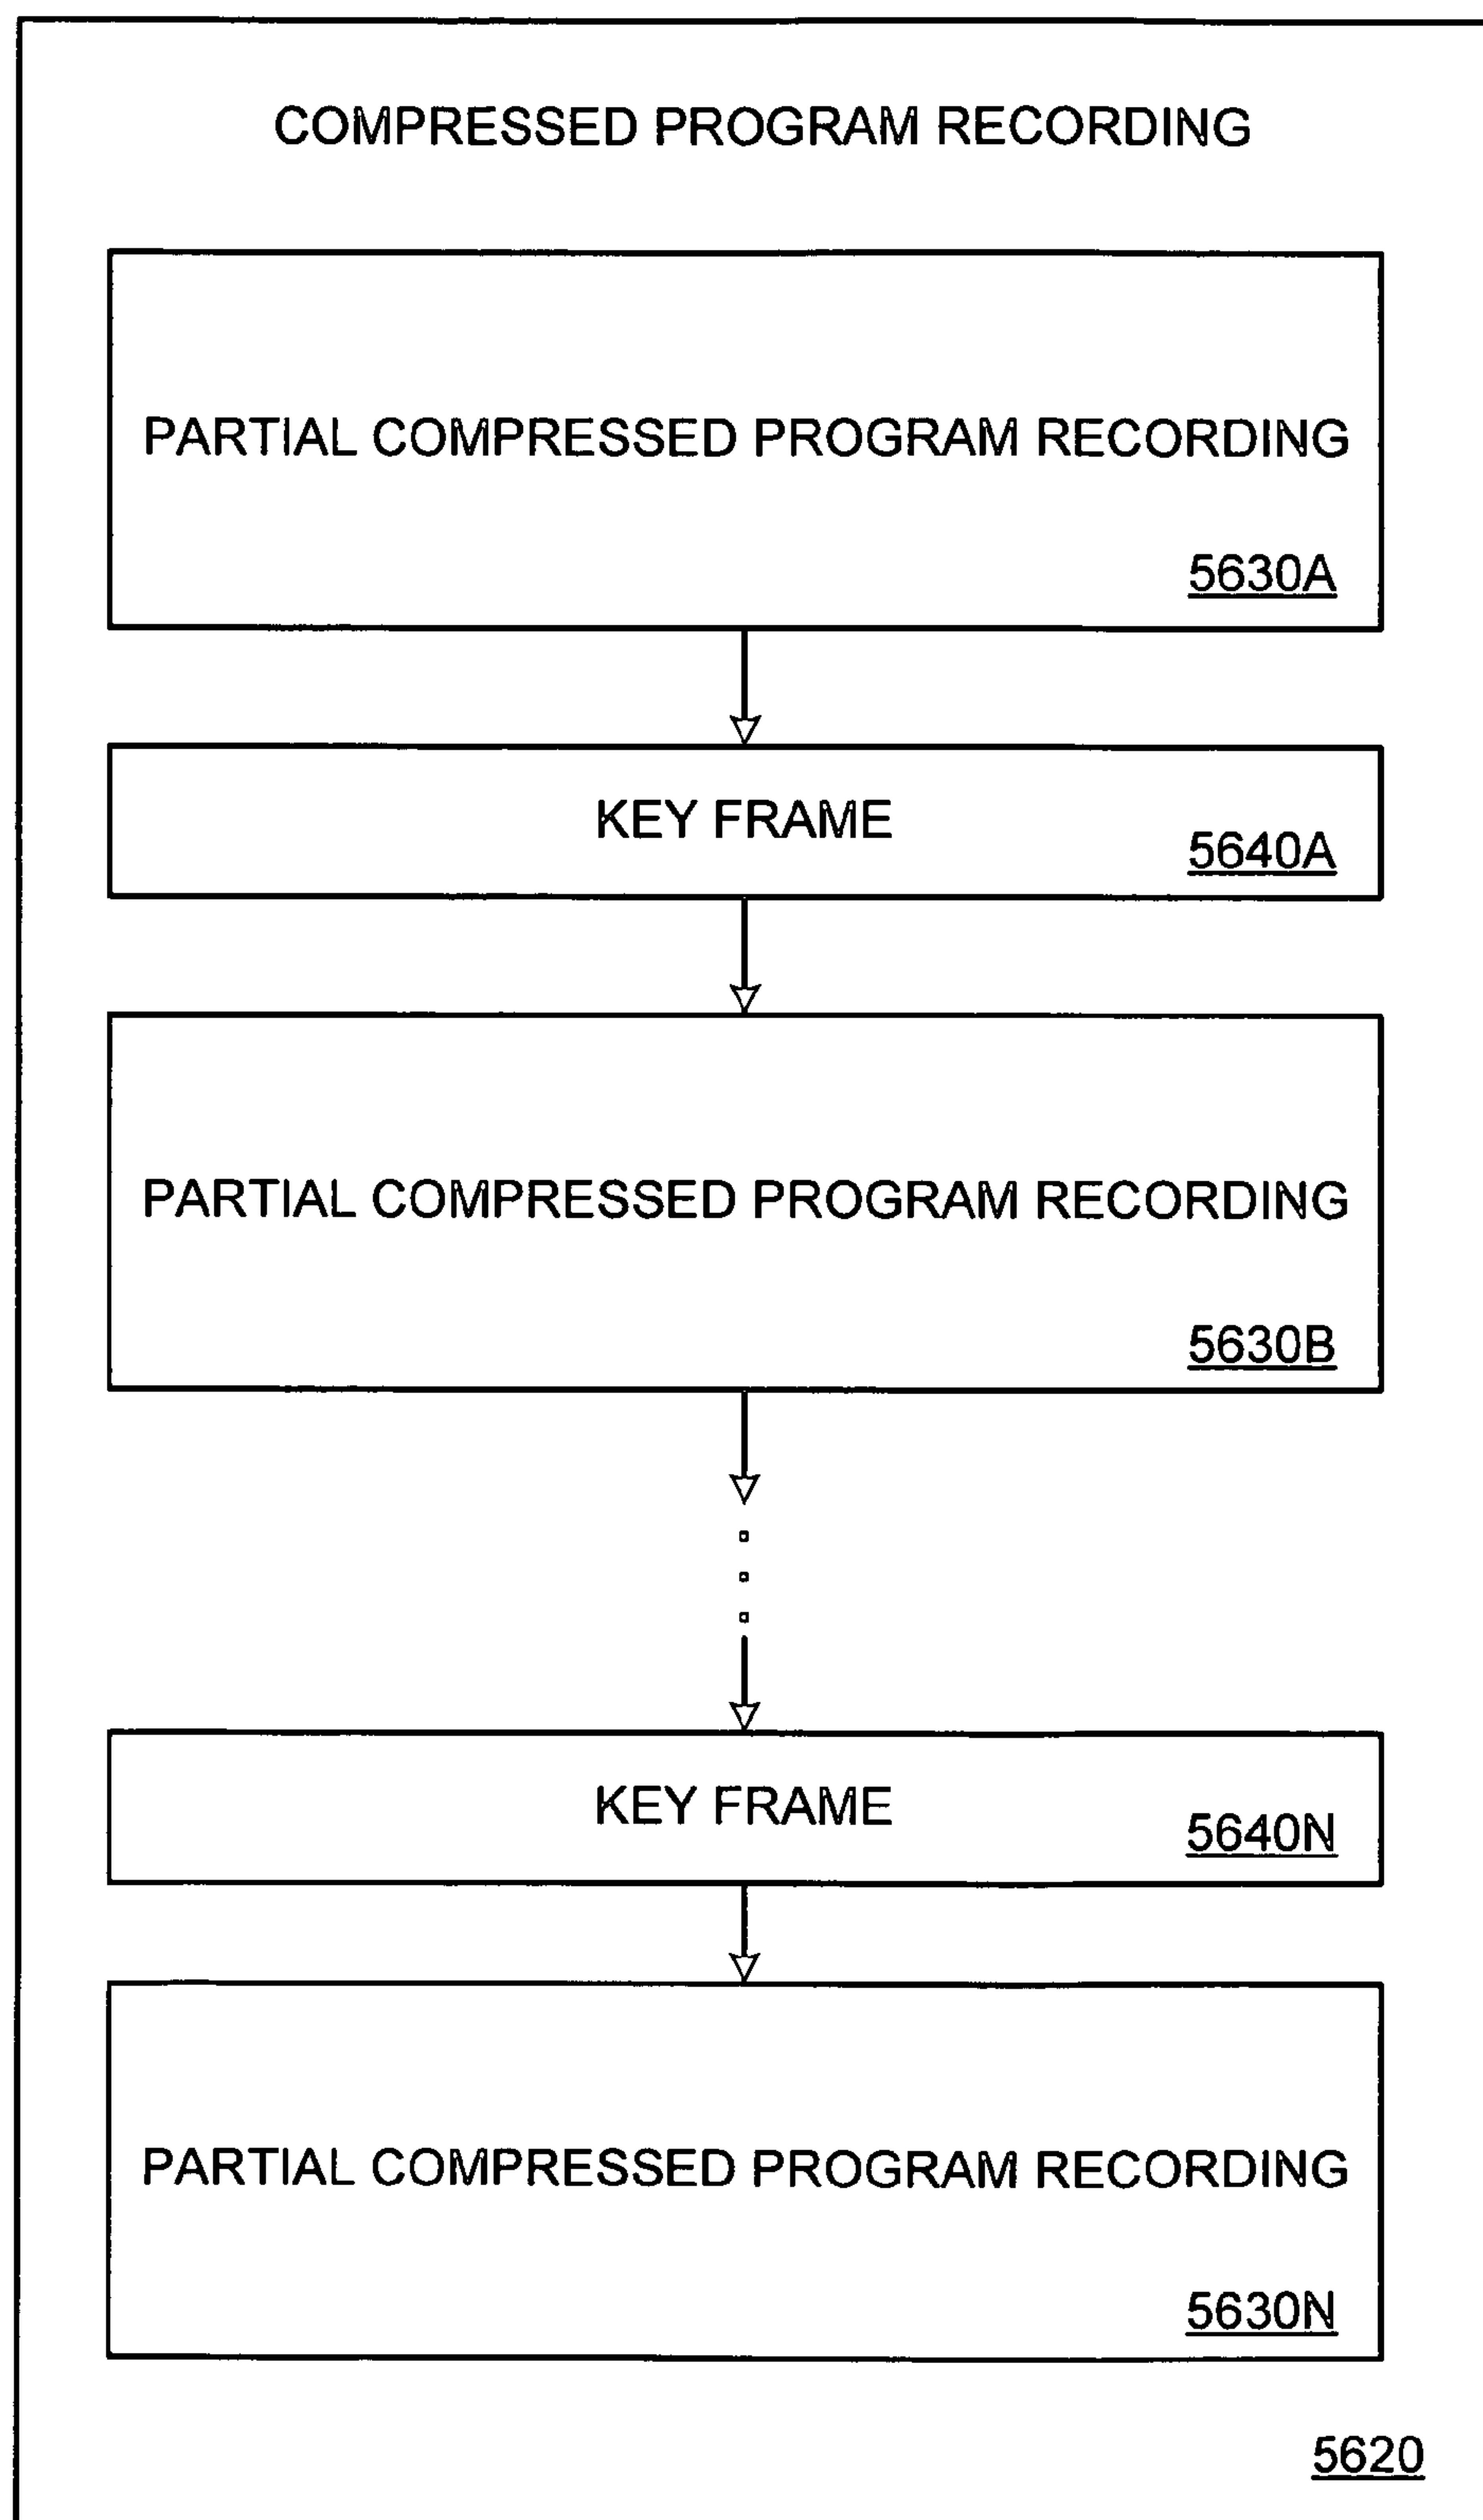 COMPRESSED PROGRAM RECORDING
PARTIAL COMPRESSED PROGRAM RECORDING
5630A
KEY FRAME
5640A
PARTIAL COMPRESSED PROGRAM RECORDING
5630B
KEY FRAME
5640N
PARTIAL COMPRESSED PROGRAM RECORDING
5630N
5620